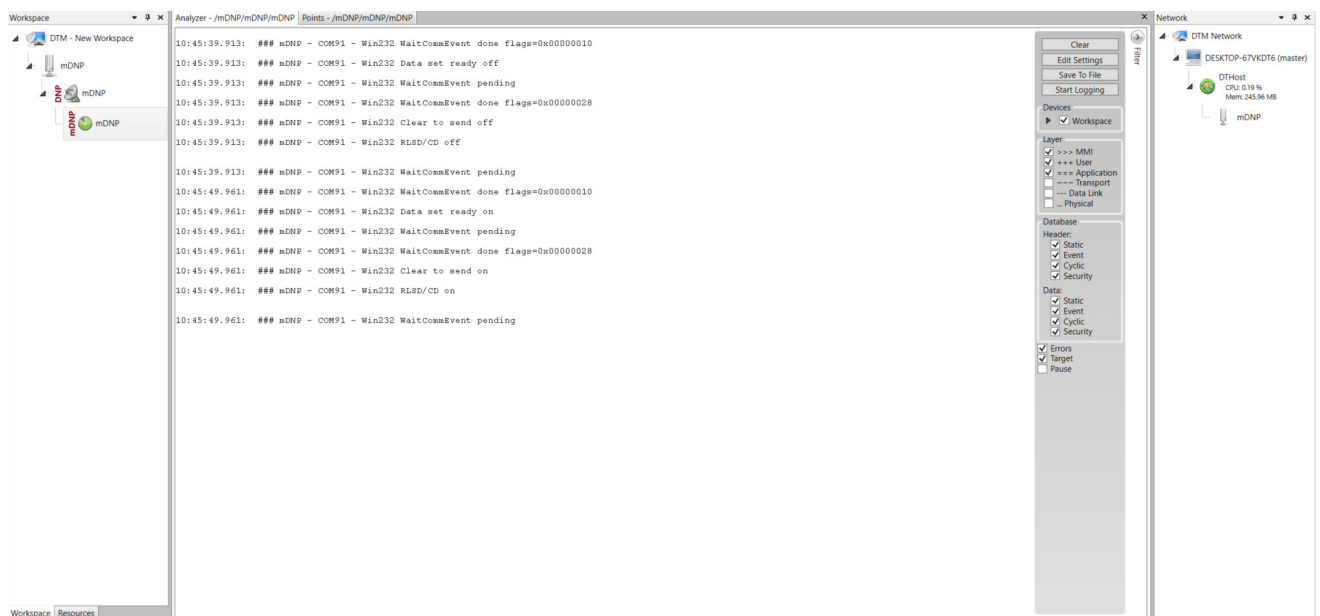 Workspace
DTM - New Workspace
mDNP
DNP mDNP
mDNP mDNP
Workspace Resources
Analyzer - /mDNP/mDNP/mDNP Points - /mDNP/mDNP/mDNP
10:45:39.913: ### mDNP - COM91 - Win232 WaitCommEvent done flags=0x00000010
10:45:39.913: ### mDNP - COM91 - Win232 Data set ready off
10:45:39.913: ### mDNP - COM91 - Win232 WaitCommEvent pending
10:45:39.913: ### mDNP - COM91 - Win232 WaitCommEvent done flags=0x00000028
10:45:39.913: ### mDNP - COM91 - Win232 Clear to send off
10:45:39.913: ### mDNP - COM91 - Win232 RLSD/CD off
10:45:39.913: ### mDNP - COM91 - Win232 WaitCommEvent pending
10:45:49.961: ### mDNP - COM91 - Win232 WaitCommEvent done flags=0x00000010
10:45:49.961: ### mDNP - COM91 - Win232 Data set ready on
10:45:49.961: ### mDNP - COM91 - Win232 WaitCommEvent pending
10:45:49.961: ### mDNP - COM91 - Win232 WaitCommEvent done flags=0x00000028
10:45:49.961: ### mDNP - COM91 - Win232 Clear to send on
10:45:49.961: ### mDNP - COM91 - Win232 RLSD/CD on
10:45:49.961: ### mDNP - COM91 - Win232 WaitCommEvent pending
Clear
Edit Settings
Save To File
Start Logging
Devices
Workspace
Layer
>>> MMI
+++ User
=== Application
~~~ Transport
--- Data Link
... Physical
Database
Header:
Static
Event
Cyclic
Security
Data:
Static
Event
Cyclic
Security
Errors
Target
Pause
Filter
Network
DTM Network
DESKTOP-67VKDT6 (master)
DTHost
CPU: 0.19 %
Mem: 245.96 MB
mDNP